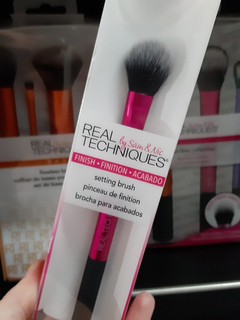 REAL
by Sam & Nic
TECHNIQUES®
FINISH • FINITION • ACABADO
setting brush
pinceau de finition
brocha para acabados